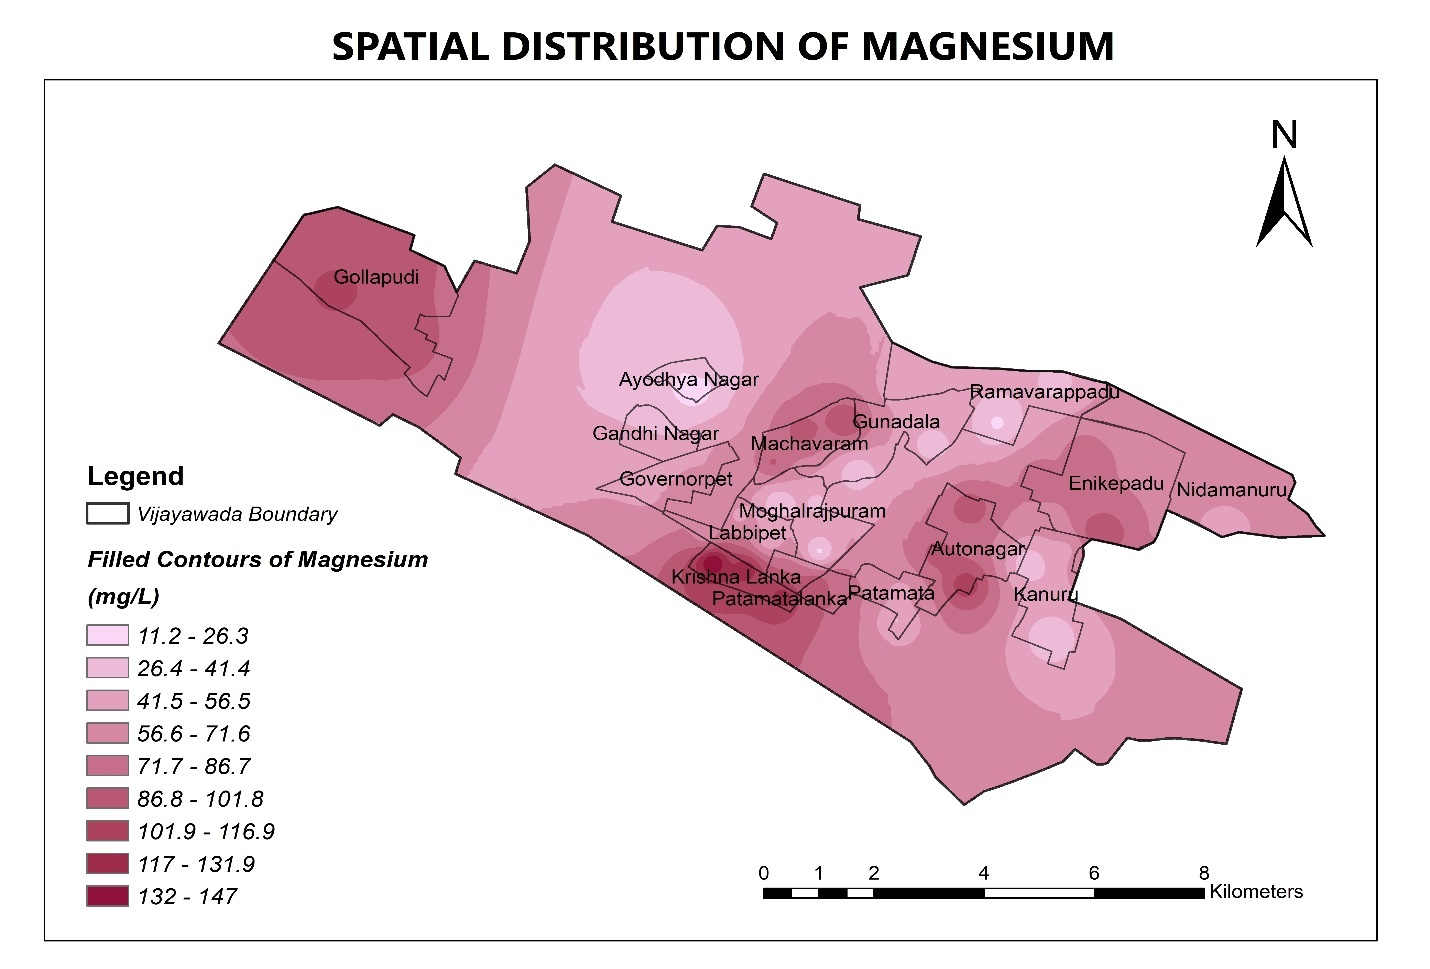 SPATIAL DISTRIBUTION OF MAGNESIUM
N
Gollapudi
Ayodhya Nagar
Ramavarappadu
Gunadala
Gandhi Nagar
Machavaram
Governorpet
Enikepadu
Nidamanuru
Moghalrajpuram
Labbipet
Autonagar
Krishna Lanka
Patamatalanka
Patamata
Kanuru
Legend
Vijayawada Boundary
Filled Contours of Magnesium
(mg/L)
11.2 - 26.3
26.4 - 41.4
41.5 - 56.5
56.6 - 71.6
71.7 - 86.7
86.8 - 101.8
101.9 - 116.9
117 - 131.9
132 - 147
0 1 2 4 6 8
Kilometers